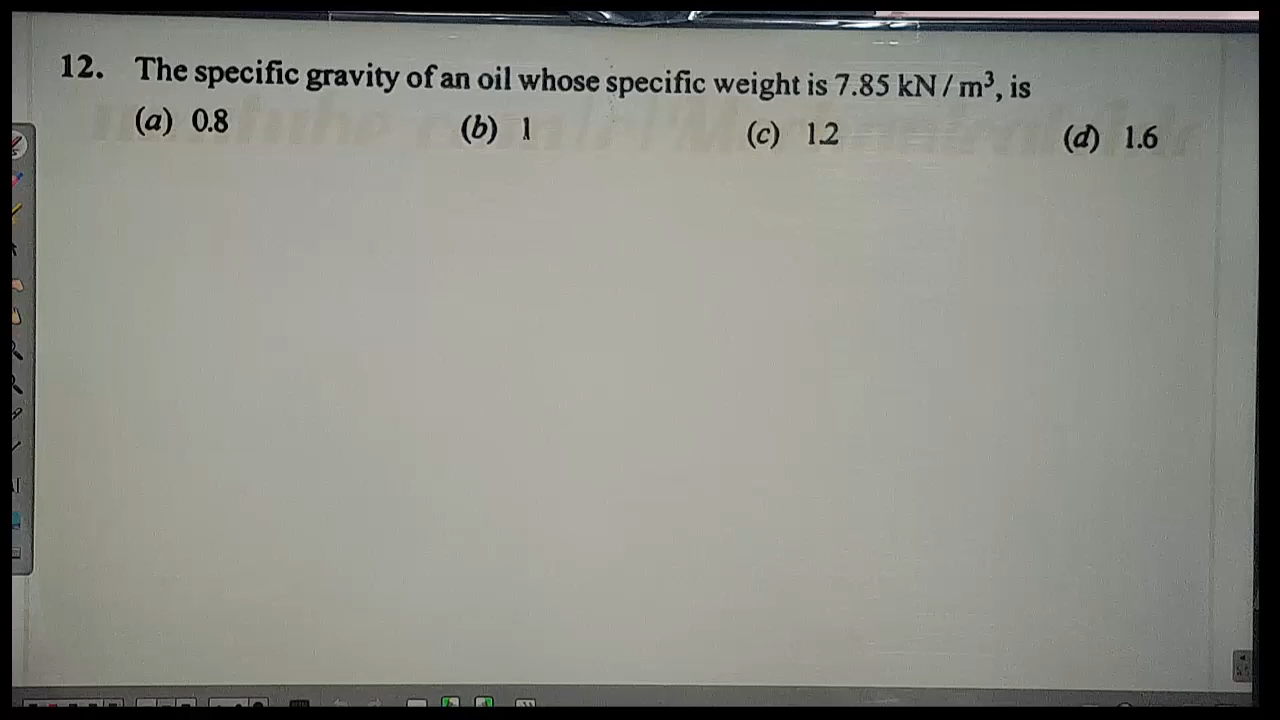 12. The specific gravity of an oil whose specific weight is 7.85 kN / m³, is
(a) 0.8 (b) 1 (c) 1.2 (d) 1.6